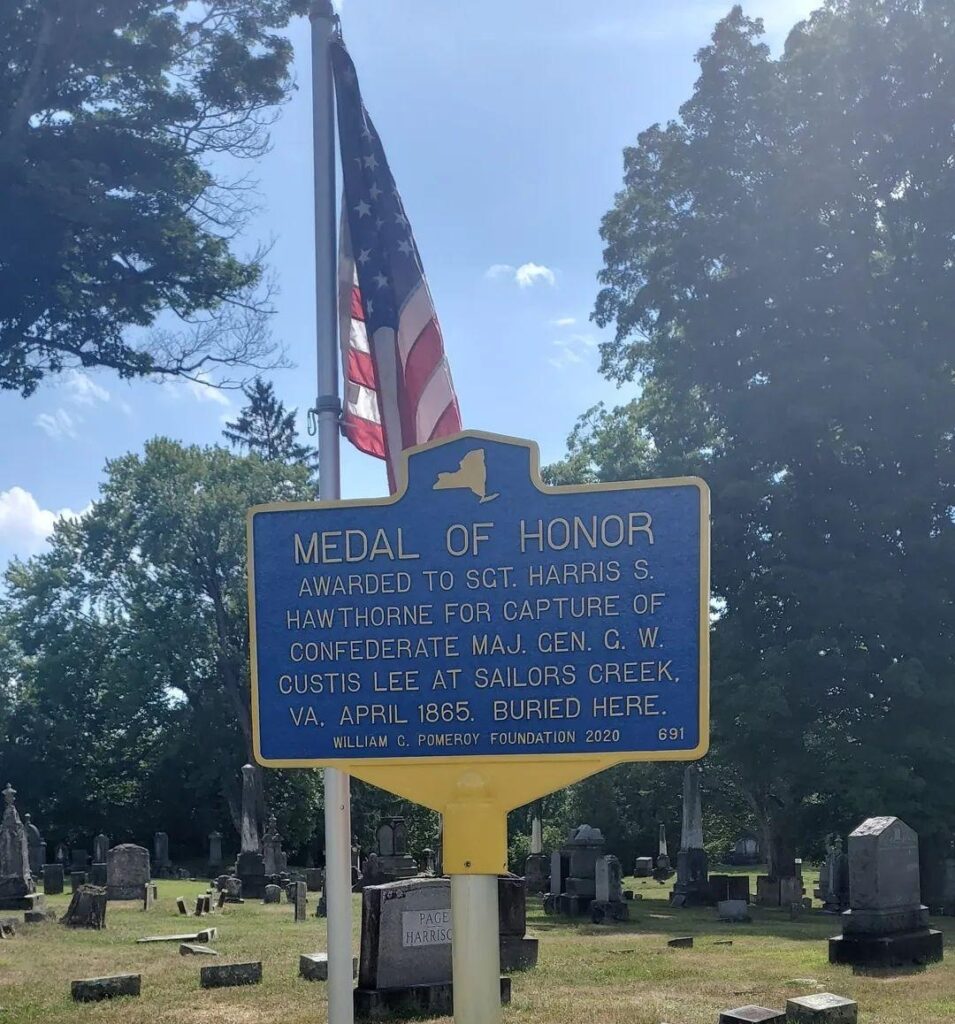 MEDAL OF HONOR
AWARDED TO SGT. HARRIS S.
HAWTHORNE FOR CAPTURE OF
CONFEDERATE MAJ. GEN. G. W.
CUSTIS LEE AT SAILORS CREEK,
VA, APRIL 1865. BURIED HERE.
WILLIAM G. POMEROY FOUNDATION 2020 691
PAGE